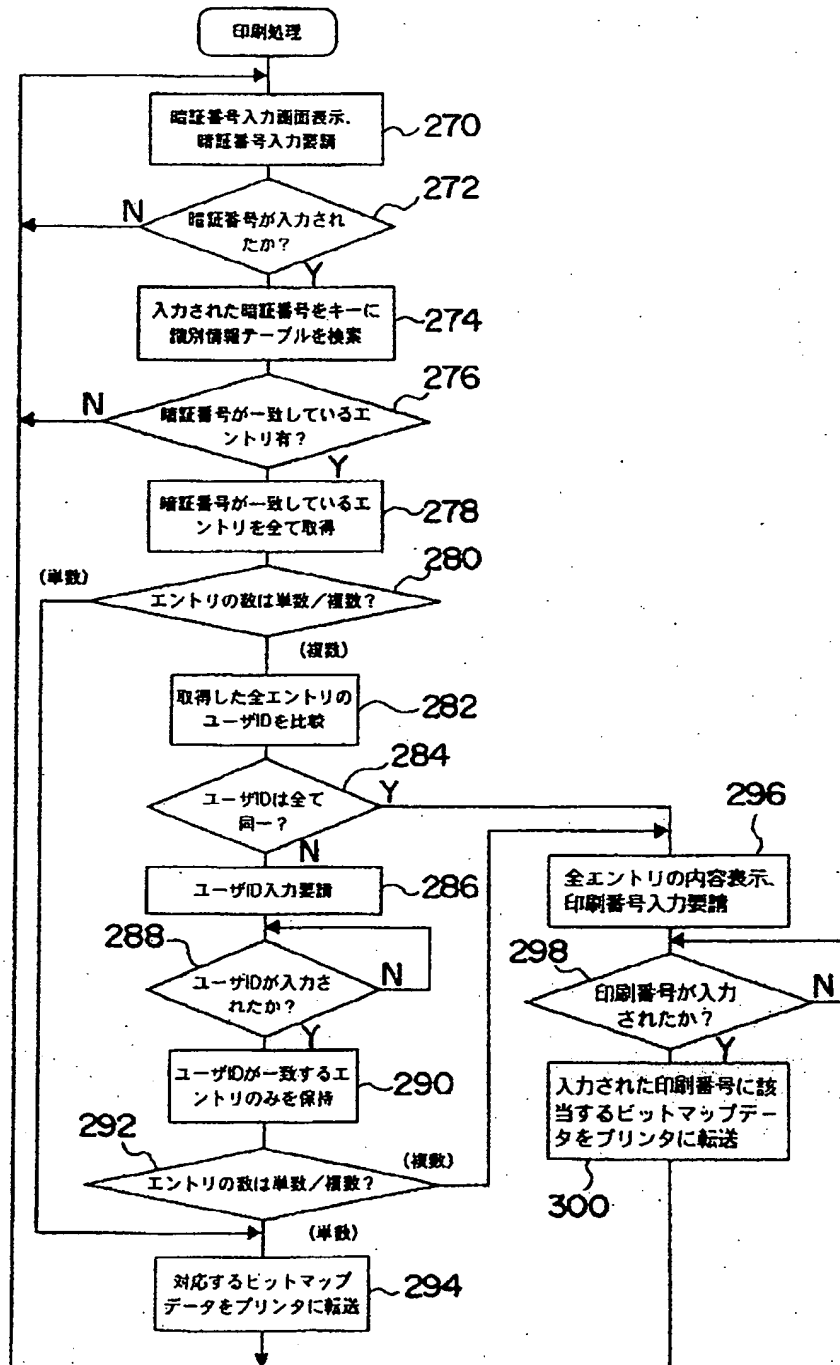 印刷処理
暗証番号入力画面表示、
暗証番号入力要請
270
272
N
暗証番号が入力され
たか？
Y
入力された暗証番号をキーに
識別情報テーブルを検索
274
276
N
暗証番号が一致しているエ
ントリ有？
Y
暗証番号が一致しているエ
ントリを全て取得
278
280
(単数)
エントリの数は単数／複数？
(複数)
取得した全エントリの
ユーザIDを比較
282
284
Y
ユーザIDは全て
同一？
N
ユーザID入力要請
286
288
ユーザIDが入力さ
れたか？
N
Y
ユーザIDが一致するエ
ントリのみを保持
290
292
(複数)
エントリの数は単数／複数？
(単数)
対応するビットマップ
データをプリンタに転送
294
296
全エントリの内容表示、
印刷番号入力要請
298
N
印刷番号が入力
されたか？
Y
入力された印刷番号に該
当するビットマップデー
タをプリンタに転送
300